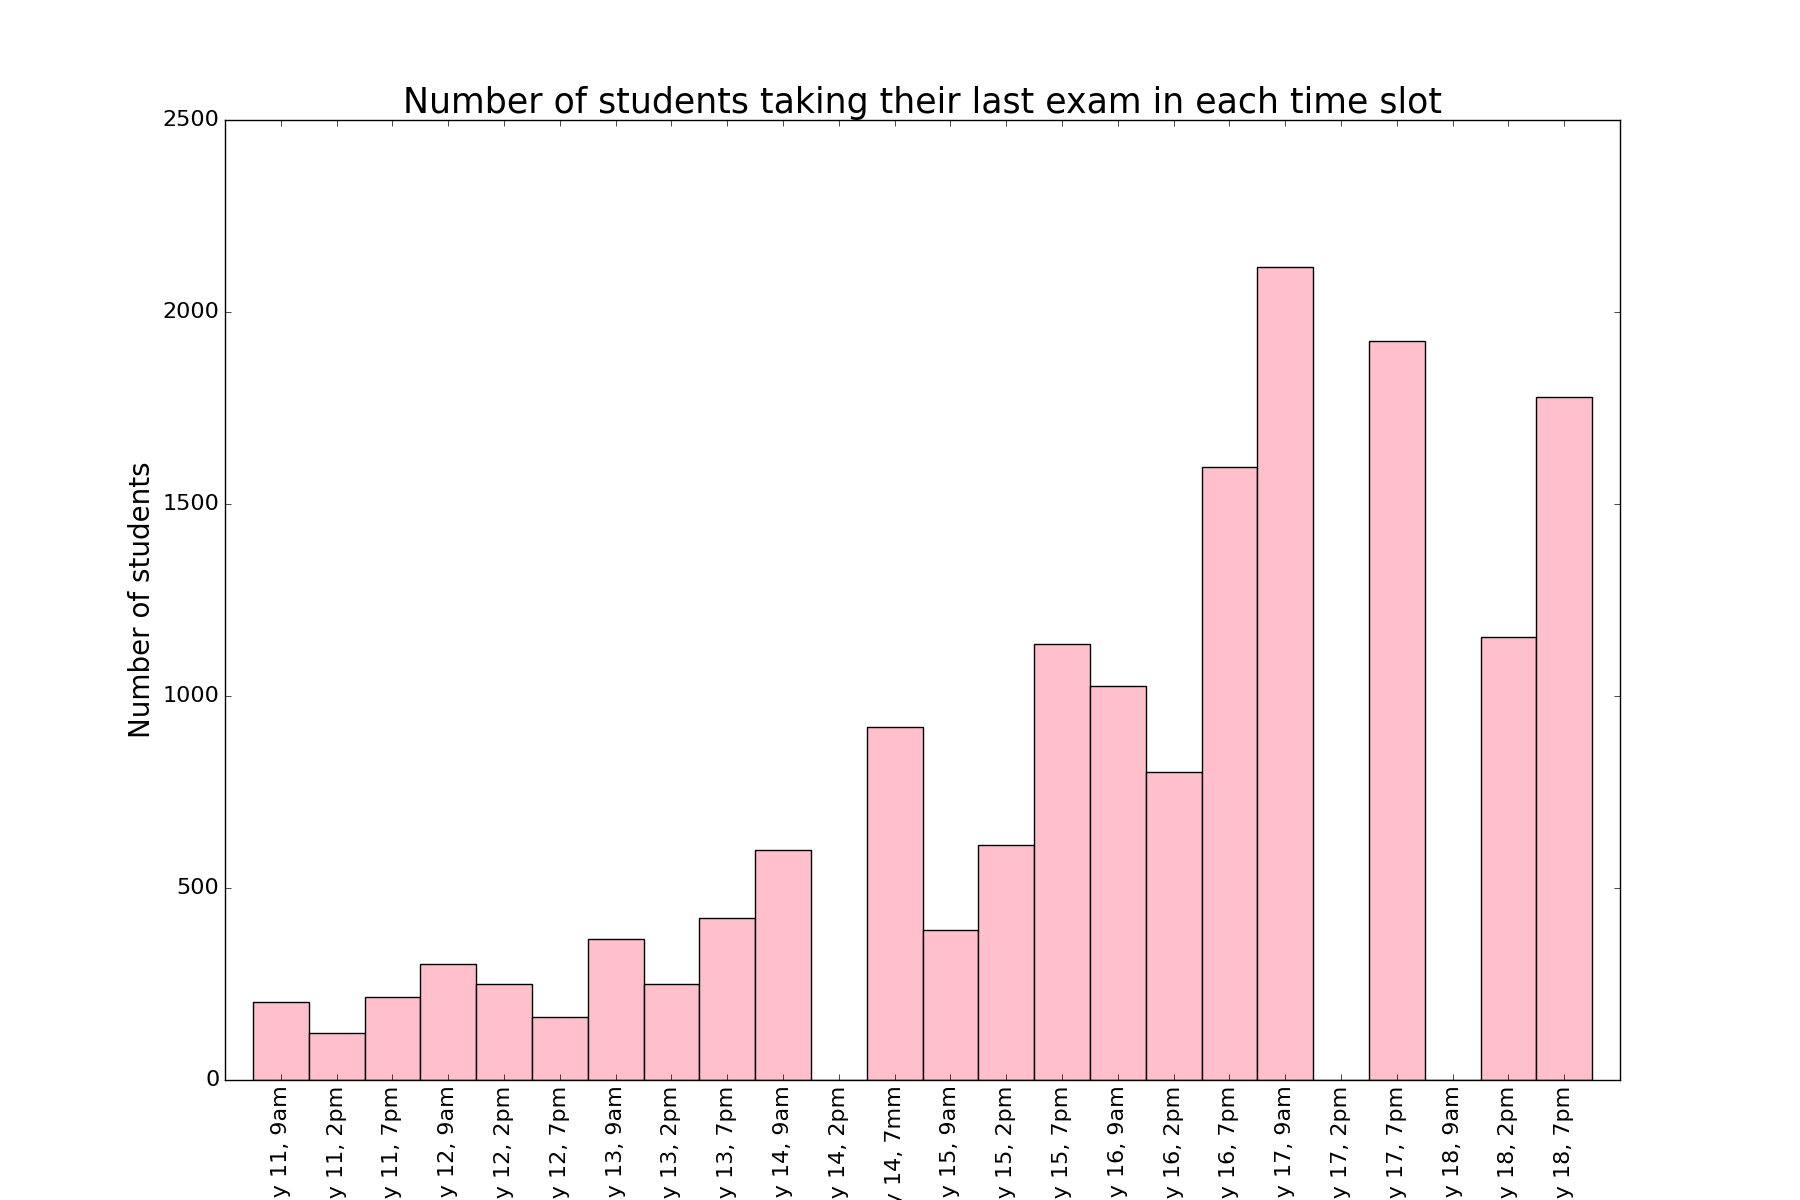 Number of students taking their last exam in each time slot
Number of students
2500
2000
1500
1000
500
0
y 11, 9am
y 11, 2pm
y 11, 7pm
y 12, 9am
y 12, 2pm
y 12, 7pm
y 13, 9am
y 13, 2pm
y 13, 7pm
y 14, 9am
y 14, 2pm
y 14, 7mm
y 15, 9am
y 15, 2pm
y 15, 7pm
y 16, 9am
y 16, 2pm
y 16, 7pm
y 17, 9am
y 17, 2pm
y 17, 7pm
y 18, 9am
y 18, 2pm
y 18, 7pm